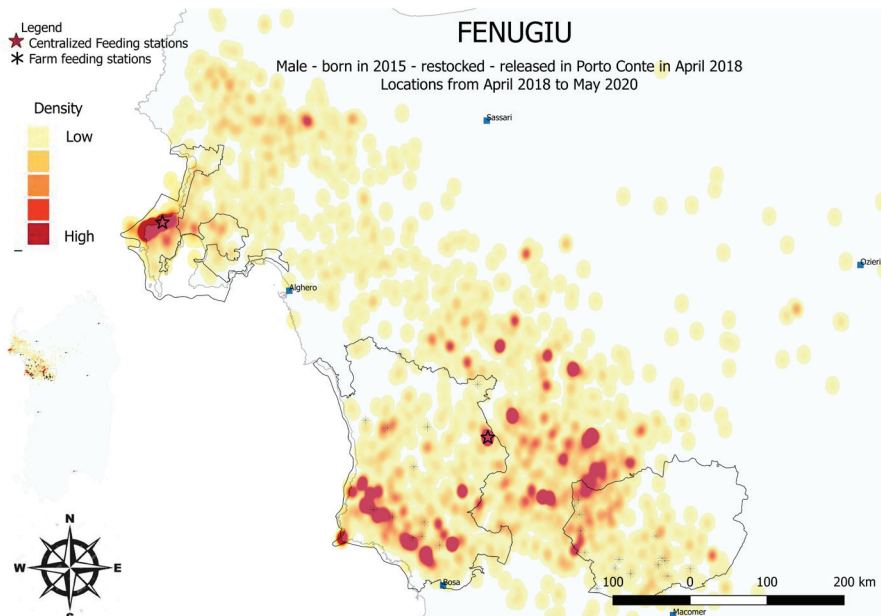 Legend
Centralized Feeding stations
Farm feeding stations
FENUGIU
Male - born in 2015 - restocked - released in Porto Conte in April 2018
Locations from April 2018 to May 2020
Density
Low
High
Sassari
Ozieri
Alghero
Bosa
Macomer
N
W
E
S
100 0 100 200 km